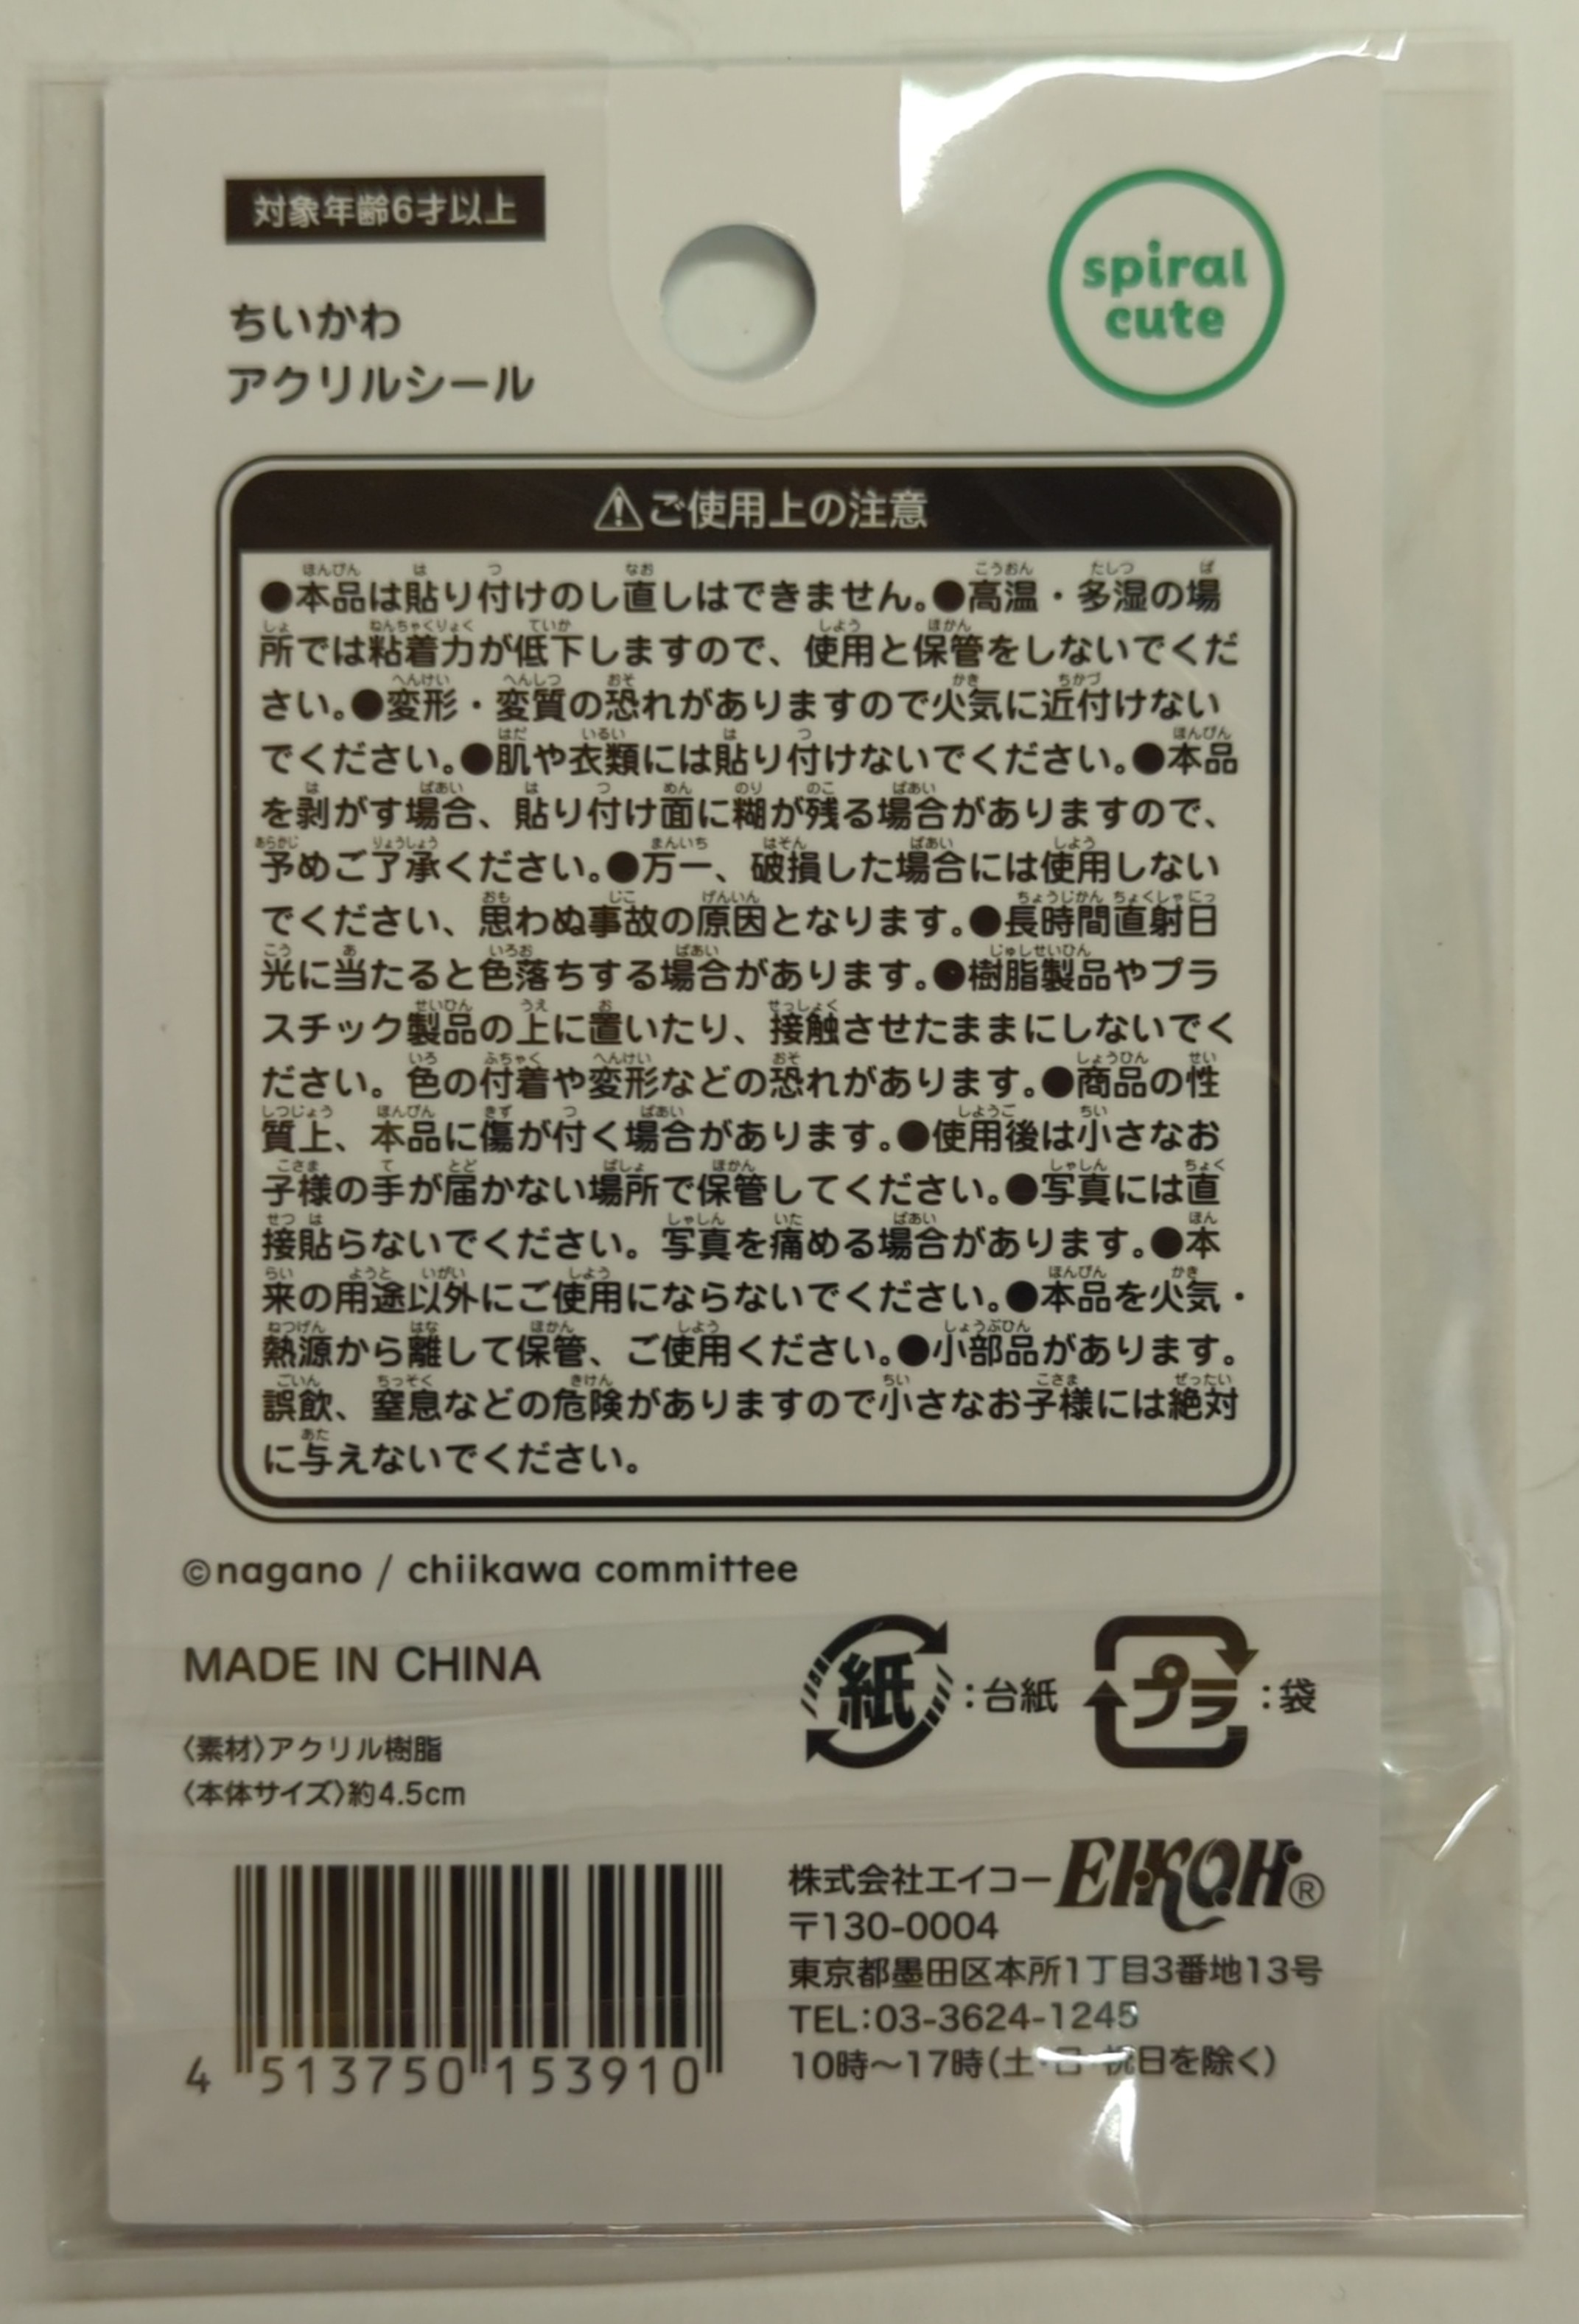 対象年齢6才以上
spiral
cute
ちいかわ
アクリルシール
⚠ご使用上の注意
●本品は貼り付けのし直しはできません。●高温・多湿の場
所では粘着力が低下しますので、使用と保管をしないでくだ
さい。●変形・変質の恐れがありますので火気に近付けない
でください。●肌や衣類には貼り付けないでください。●本品
を剥がす場合、貼り付け面に糊が残る場合がありますので、
予めご了承ください。●万一、破損した場合には使用しない
でください、思わぬ事故の原因となります。●長時間直射日
光に当たると色落ちする場合があります。●樹脂製品やプラ
スチック製品の上に置いたり、接触させたままにしないでく
ださい。色の付着や変形などの恐れがあります。●商品の性
質上、本品に傷が付く場合があります。●使用後は小さなお
子様の手が届かない場所で保管してください。●写真には直
接貼らないでください。写真を痛める場合があります。●本
来の用途以外にご使用にならないでください。●本品を火気・
熱源から離して保管、ご使用ください。●小部品があります。
誤飲、窒息などの危険がありますので小さなお子様には絶対
に与えないでください。
©nagano / chiikawa committee
MADE IN CHINA
紙:台紙 プラ:袋
〈素材〉アクリル樹脂
〈本体サイズ〉約4.5cm
4 513750 153910
株式会社エイコー EIKOH®
〒130-0004
東京都墨田区本所1丁目3番地13号
TEL:03-3624-1245
10時～17時(土・日・祝日を除く)